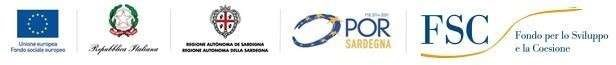 Unione europea
Fondo sociale europeo
Repubblica Italiana
REGIONE AUTÒNOMA DE SARDIGNA
REGIONE AUTONOMA DELLA SARDEGNA
POR
SARDEGNA
FSC
Fondo per lo Sviluppo
e la Coesione